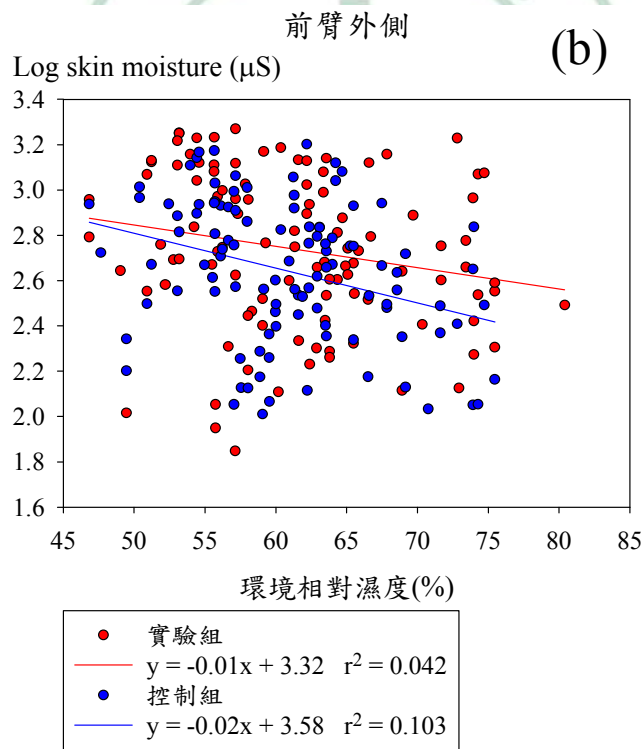 前臂外側
(b)
Log skin moisture (μS)
3.4
3.2
3.0
2.8
2.6
2.4
2.2
2.0
1.8
1.6
45 50 55 60 65 70 75 80 85
環境相對濕度(%)
實驗組
y = -0.01x + 3.32 r² = 0.042
控制組
y = -0.02x + 3.58 r² = 0.103